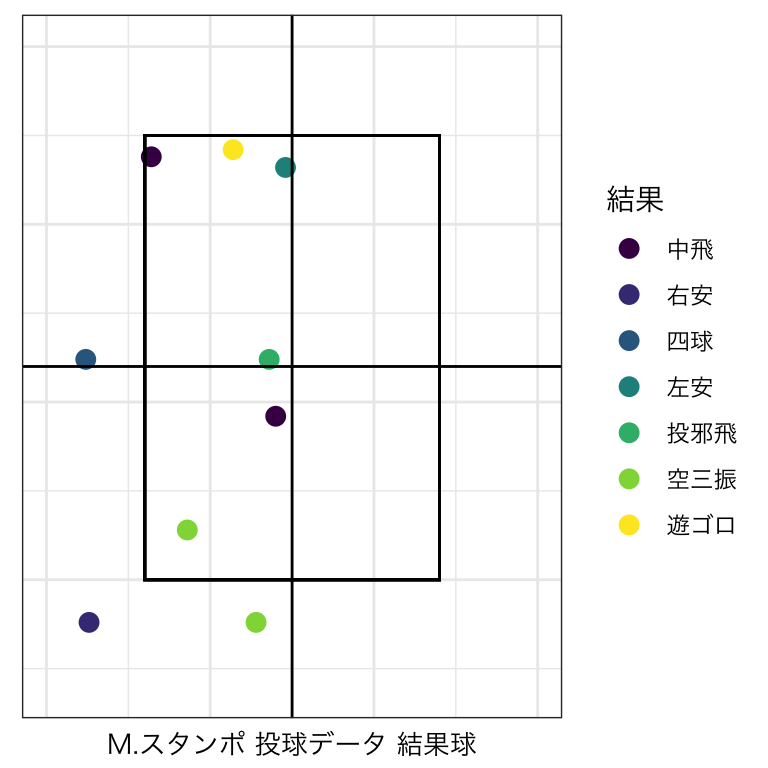 結果
中飛
右安
四球
左安
投邪飛
空三振
遊ゴロ
M.スタンポ 投球データ 結果球